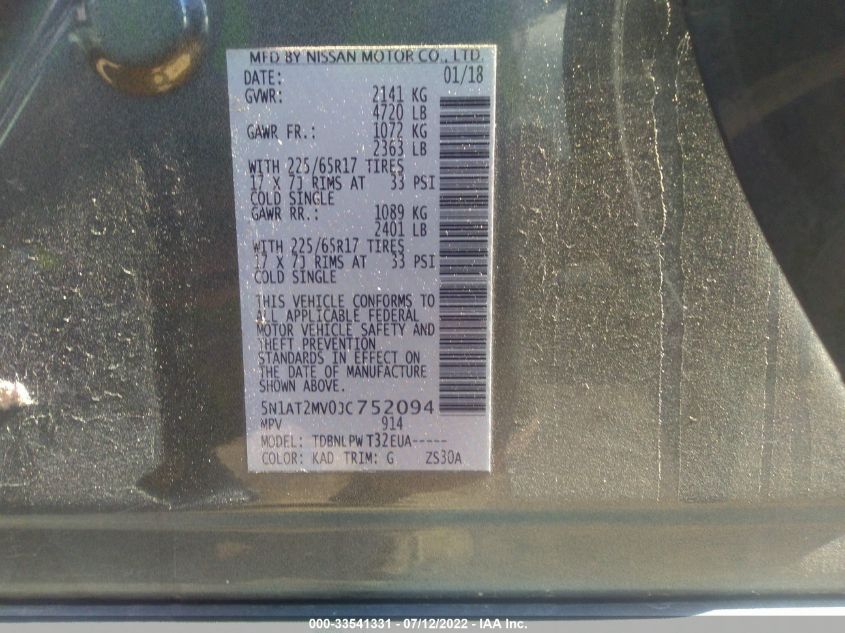 MFD BY NISSAN MOTOR CO., LTD.
DATE: 01/18
GVWR: 2141 KG
4720 LB
GAWR FR.: 1072 KG
2363 LB
WITH 225/65R17 TIRES
17 X 7J RIMS AT 33 PSI
COLD SINGLE
GAWR RR.: 1089 KG
2401 LB
WITH 225/65R17 TIRES
17 X 7J RIMS AT 33 PSI
COLD SINGLE
THIS VEHICLE CONFORMS TO
ALL APPLICABLE FEDERAL
MOTOR VEHICLE SAFETY AND
THEFT PREVENTION
STANDARDS IN EFFECT ON
THE DATE OF MANUFACTURE
SHOWN ABOVE.
5N1AT2MV0JC752094
MPV 914
MODEL: TDBNLPW T32EUA-----
COLOR: KAD TRIM: G ZS30A
000-33541331 - 07/12/2022 - IAA Inc.